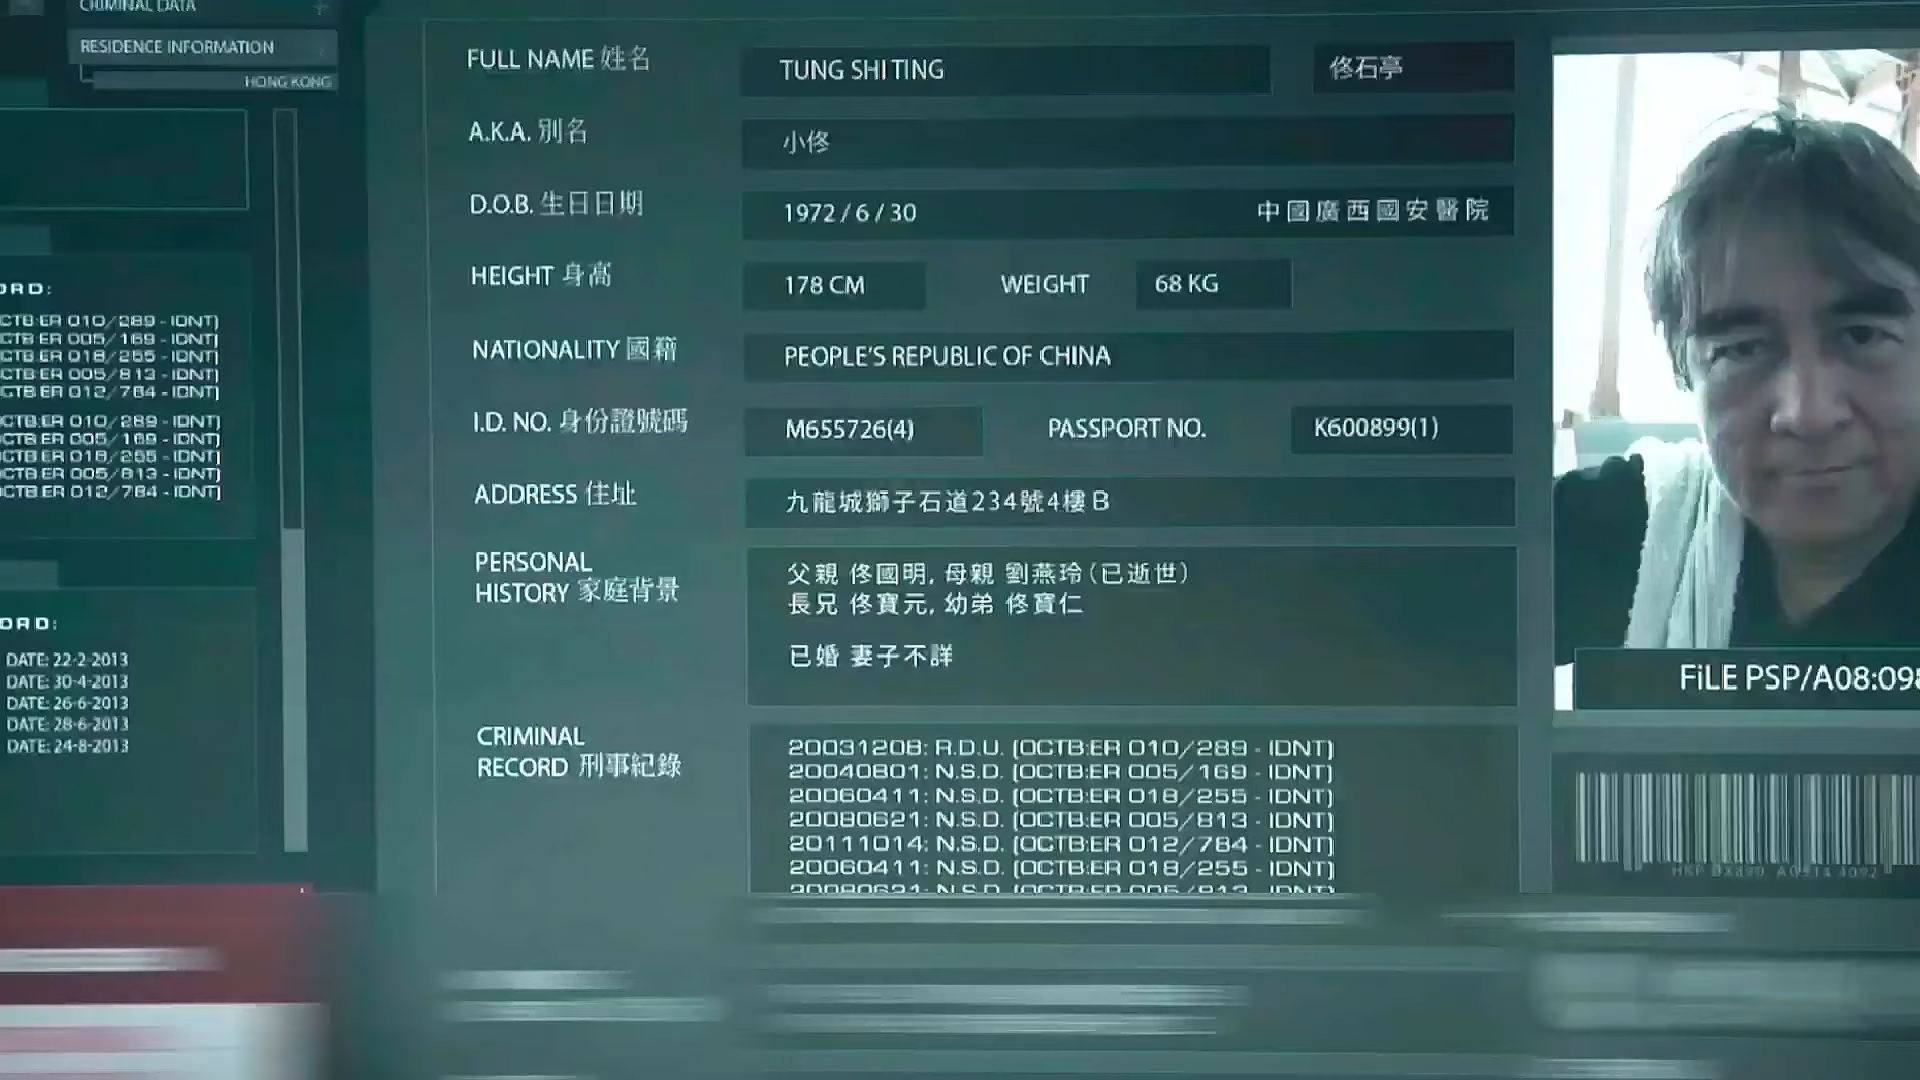 CRIMINAL DATA
RESIDENCE INFORMATION
HONG KONG
ORD:
CTB:ER 010/289 - IDNT]
CTB:ER 005/169 - IDNT]
CTB:ER 018/255 - IDNT]
CTB:ER 005/813 - IDNT]
CTB:ER 012/784 - IDNT]
CTB:ER 010/289 - IDNT]
CTB:ER 005/169 - IDNT]
CTB:ER 018/255 - IDNT]
CTB:ER 005/813 - IDNT]
CTB:ER 012/784 - IDNT]
ORD:
DATE: 22-2-2013
DATE: 30-4-2013
DATE: 26-6-2013
DATE: 28-6-2013
DATE: 24-8-2013
FULL NAME 姓名 TUNG SHI TING 佟石亭
A.K.A. 別名 小佟
D.O.B. 生日日期 1972 / 6 / 30 中國廣西國安醫院
HEIGHT 身高 178 CM WEIGHT 68 KG
NATIONALITY 國籍 PEOPLE'S REPUBLIC OF CHINA
I.D. NO. 身份證號碼 M655726(4) PASSPORT NO. K600899(1)
ADDRESS 住址 九龍城獅子石道234號4樓B
PERSONAL
HISTORY 家庭背景
父親 佟國明, 母親 劉燕玲(已逝世)
長兄 佟寶元, 幼弟 佟寶仁
已婚 妻子不詳
CRIMINAL
RECORD 刑事紀錄
20031208: R.D.U. [OCTB:ER 010/289 - IDNT]
20040801: N.S.D. [OCTB:ER 005/169 - IDNT]
20060411: N.S.D. [OCTB:ER 018/255 - IDNT]
20080621: N.S.D. [OCTB:ER 005/813 - IDNT]
20111014: N.S.D. [OCTB:ER 012/784 - IDNT]
20060411: N.S.D. [OCTB:ER 018/255 - IDNT]
20080621: N.S.D. [OCTB:ER 005/813 - IDNT]
FiLE PSP/A08:098